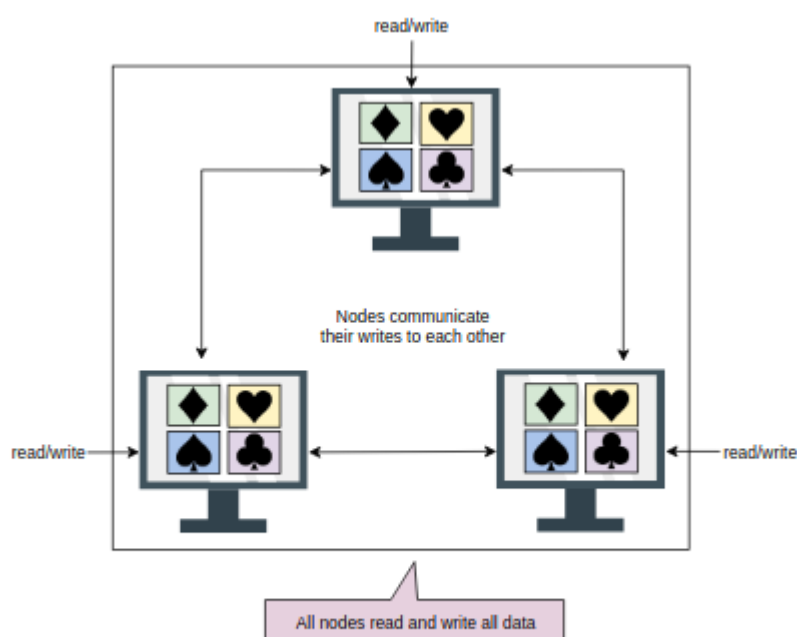 read/write
Nodes communicate
their writes to each other
read/write
read/write
All nodes read and write all data